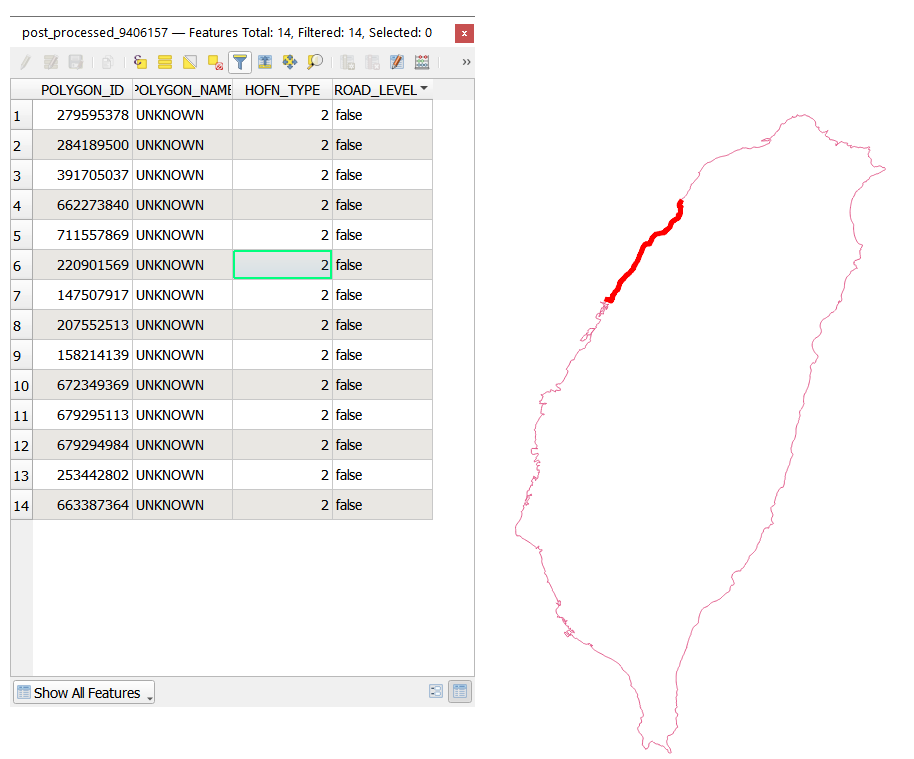 post_processed_9406157 — Features Total: 14, Filtered: 14, Selected: 0
POLYGON_ID POLYGON_NAME HOFN_TYPE ROAD_LEVEL
1 279595378 UNKNOWN 2 false
2 284189500 UNKNOWN 2 false
3 391705037 UNKNOWN 2 false
4 662273840 UNKNOWN 2 false
5 711557869 UNKNOWN 2 false
6 220901569 UNKNOWN 2 false
7 147507917 UNKNOWN 2 false
8 207552513 UNKNOWN 2 false
9 158214139 UNKNOWN 2 false
10 672349369 UNKNOWN 2 false
11 679295113 UNKNOWN 2 false
12 679294984 UNKNOWN 2 false
13 253442802 UNKNOWN 2 false
14 663387364 UNKNOWN 2 false
Show All Features